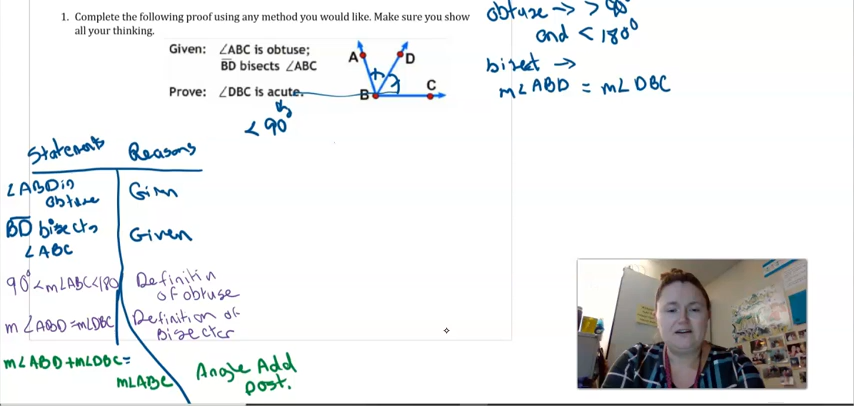 1. Complete the following proof using any method you would like. Make sure you show
all your thinking.
Given: ∠ABC is obtuse;
BD bisects ∠ABC
Prove: ∠DBC is acute.
A
D
B
C
< 90°
obtuse → > 90°
and < 180°
bisect →
m∠ABD = m∠DBC
Statements
Reasons
∠ABD is
obtuse
Given
BD bisects
∠ABC
Given
90° < m∠ABC < 180
Definitin
of obtuse
m∠ABD = m∠DBC
Definition of
Bisector
m∠ABD + m∠DBC =
m∠ABC
Angle Add
post.